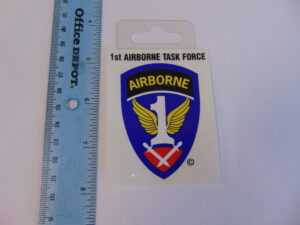 Office DEPOT
1st AIRBORNE TASK FORCE
AIRBORNE
1
©